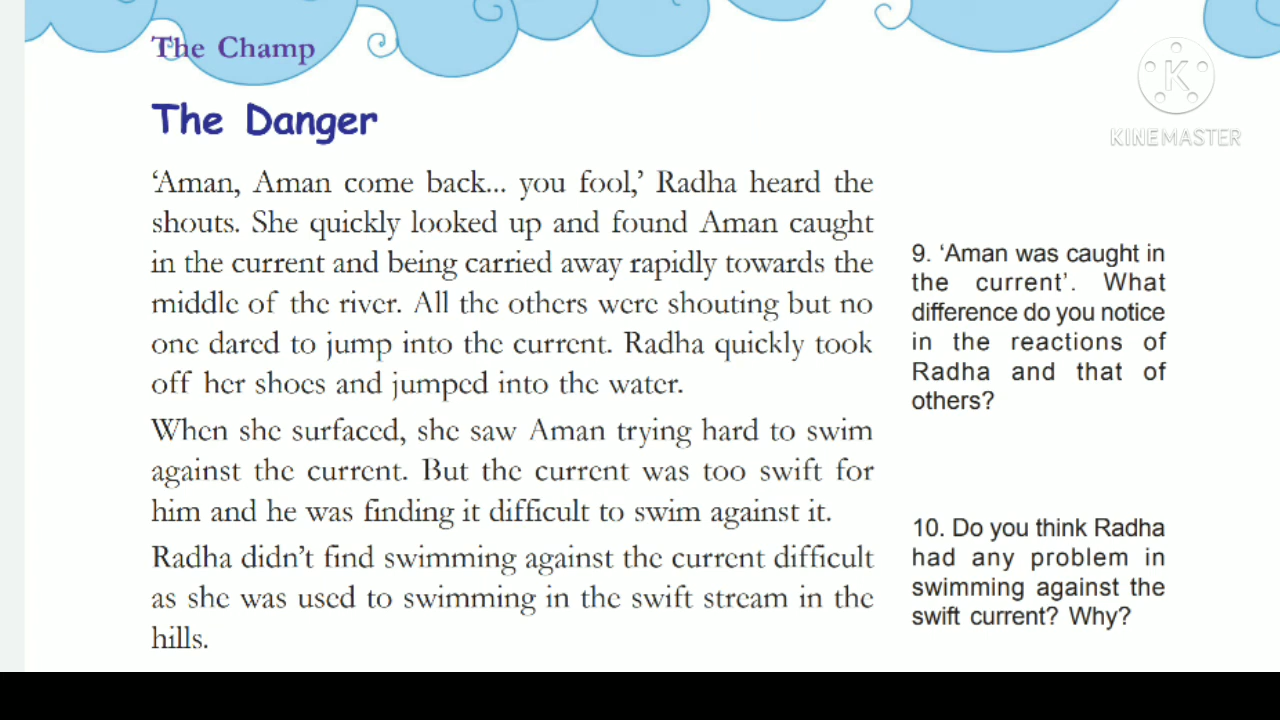 The Champ
K
KINEMASTER
The Danger
‘Aman, Aman come back... you fool,’ Radha heard the
shouts. She quickly looked up and found Aman caught
in the current and being carried away rapidly towards the
middle of the river. All the others were shouting but no
one dared to jump into the current. Radha quickly took
off her shoes and jumped into the water.
When she surfaced, she saw Aman trying hard to swim
against the current. But the current was too swift for
him and he was finding it difficult to swim against it.
Radha didn’t find swimming against the current difficult
as she was used to swimming in the swift stream in the
hills.
9. ‘Aman was caught in
the current’. What
difference do you notice
in the reactions of
Radha and that of
others?
10. Do you think Radha
had any problem in
swimming against the
swift current? Why?